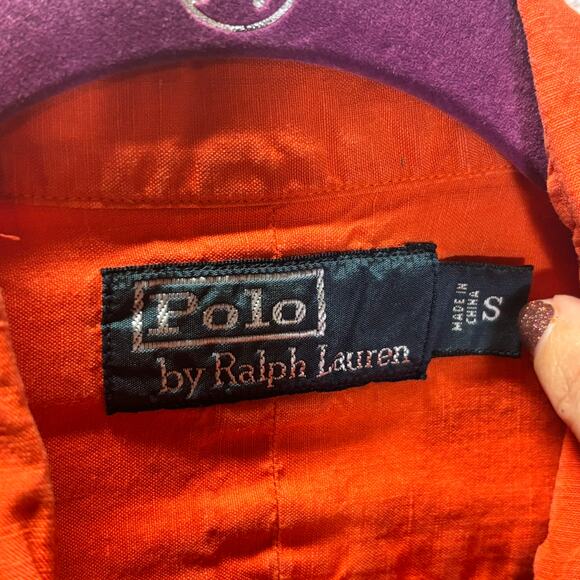 Polo
by Ralph Lauren
MADE IN
CHINA
S